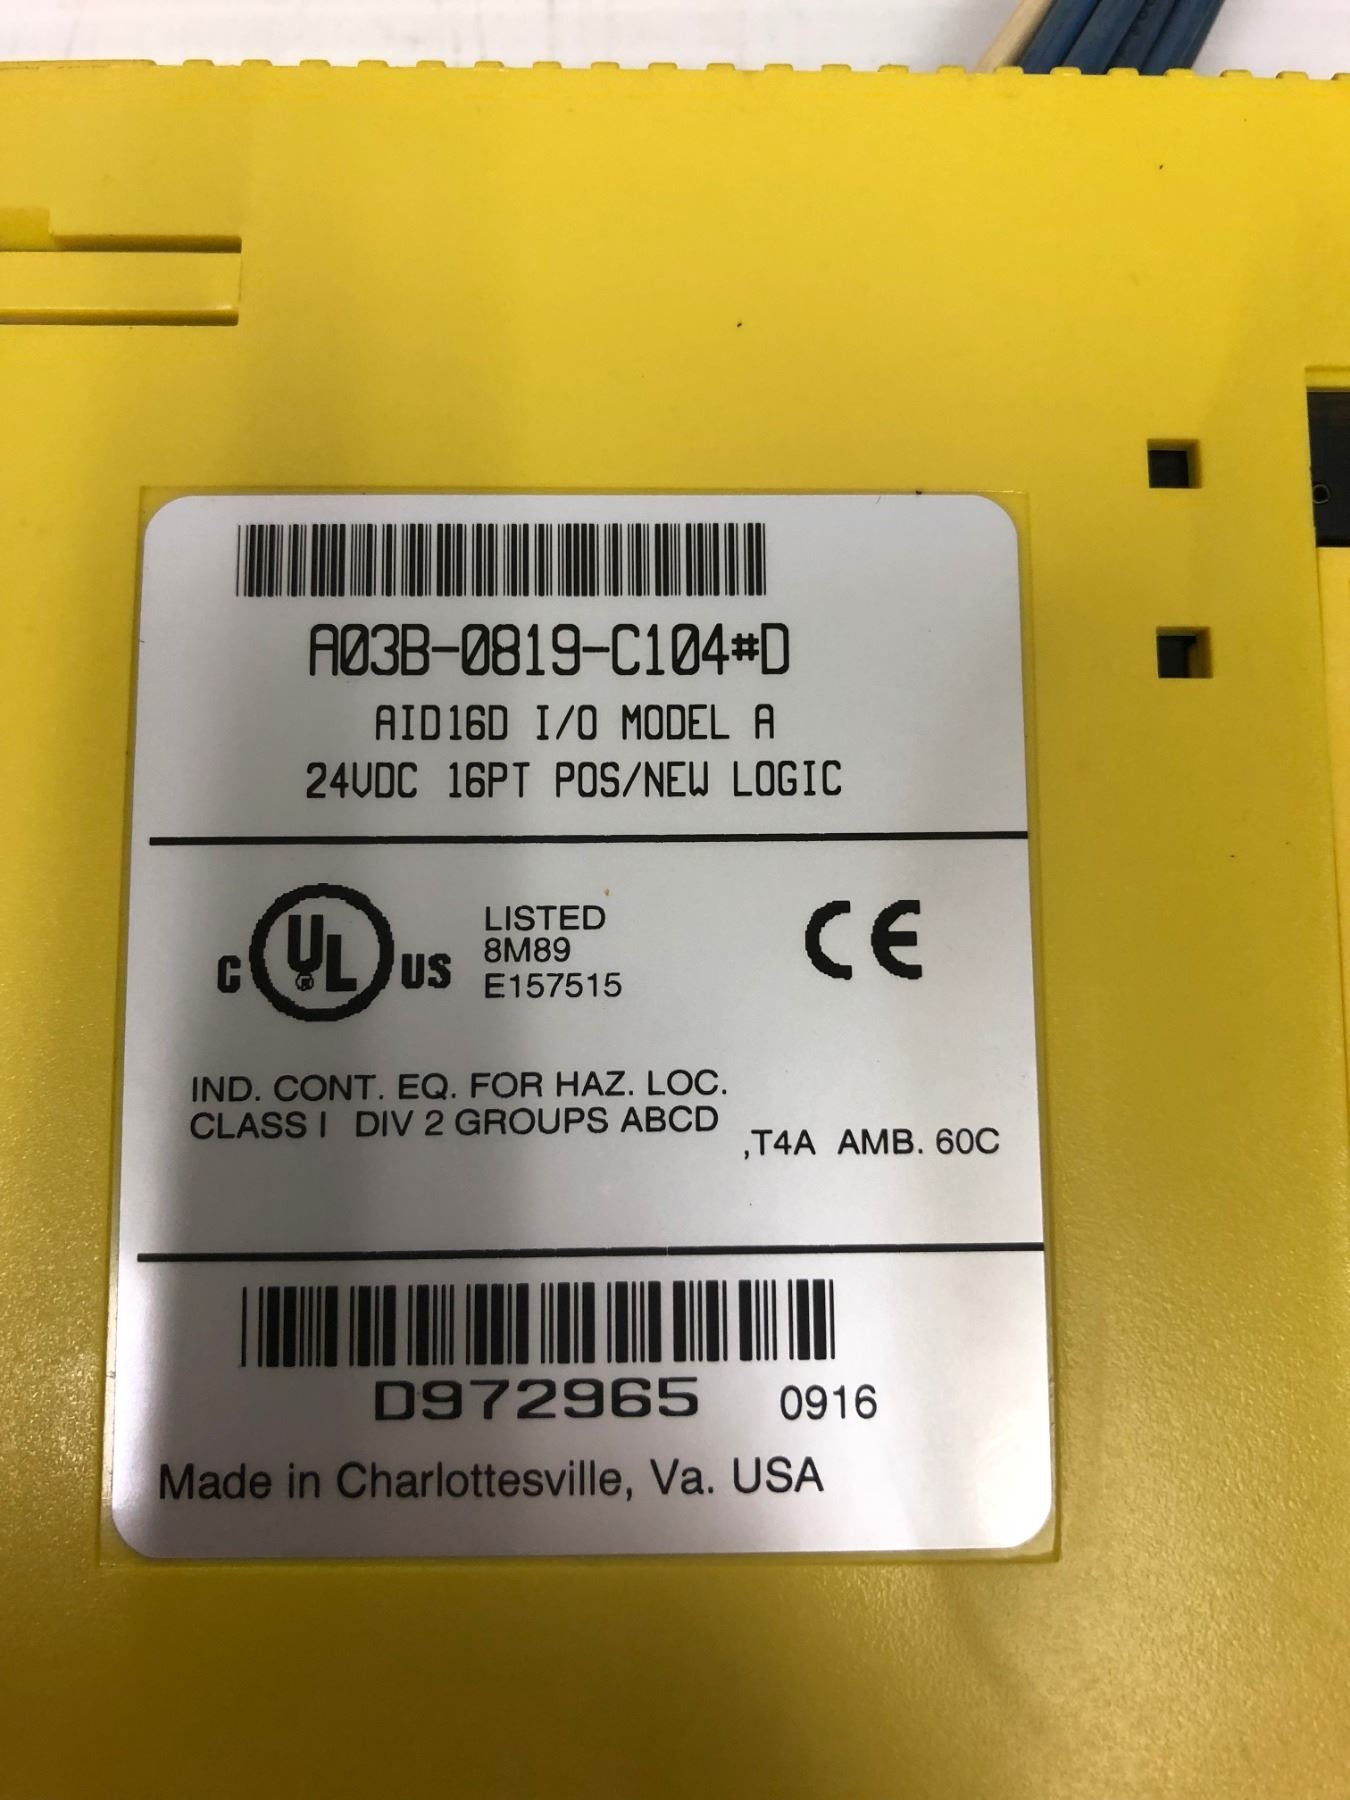 A03B-0819-C104#D
AID16D I/O MODEL A
24VDC 16PT POS/NEW LOGIC
C UL US
LISTED
8M89
E157515
CE
IND. CONT. EQ. FOR HAZ. LOC.
CLASS I DIV 2 GROUPS ABCD
,T4A AMB. 60C
D972965 0916
Made in Charlottesville, Va. USA